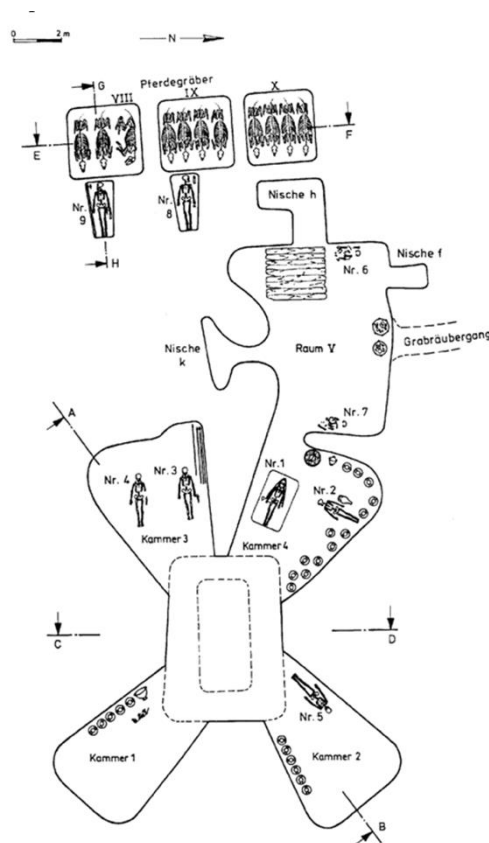 0 2 m
N
G
Pferdegräber
VIII
IX
X
E
F
Nr. 9
Nr. 8
H
Nische h
Nr. 6
Nische f
Nische k
Raum V
Grabräubergang
A
Nr. 7
Nr. 4
Nr. 3
Nr. 1
Nr. 2
Kammer 3
Kammer 4
C
D
Nr. 5
Kammer 1
Kammer 2
B